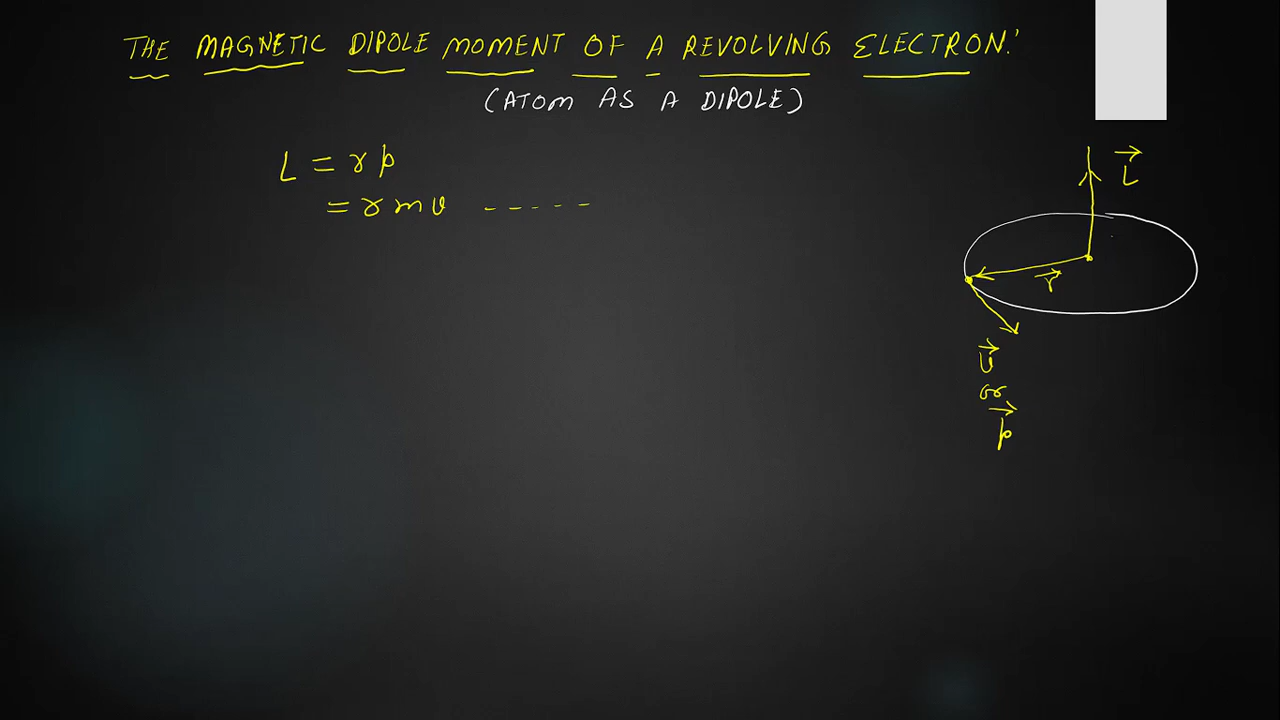 THE MAGNETIC DIPOLE MOMENT OF A REVOLVING ELECTRON:
(ATOM AS A DIPOLE)
L = r p
= r m v -----
L⃗
r⃗
v⃗
or
p⃗